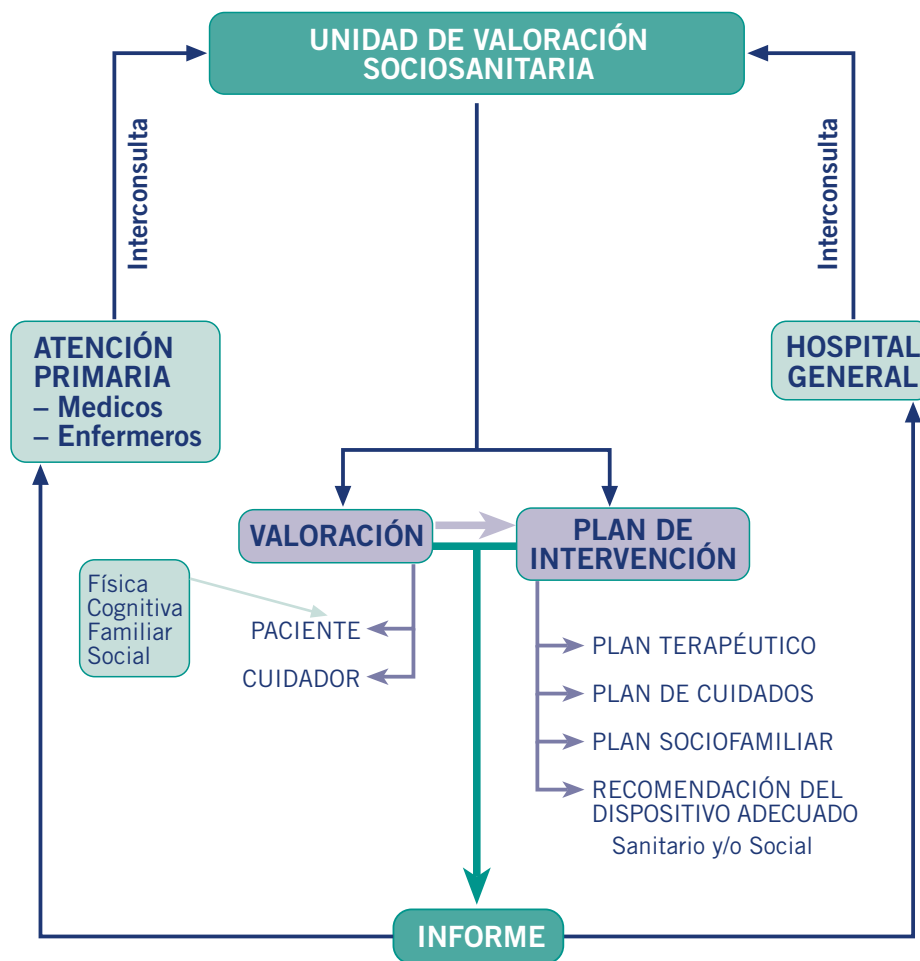 UNIDAD DE VALORACIÓN
SOCIOSANITARIA
Interconsulta
Interconsulta
ATENCIÓN
PRIMARIA
– Medicos
– Enfermeros
HOSPITAL
GENERAL
VALORACIÓN
PLAN DE
INTERVENCIÓN
Física
Cognitiva
Familiar
Social
PACIENTE
CUIDADOR
PLAN TERAPÉUTICO
PLAN DE CUIDADOS
PLAN SOCIOFAMILIAR
RECOMENDACIÓN DEL
DISPOSITIVO ADECUADO
Sanitario y/o Social
INFORME